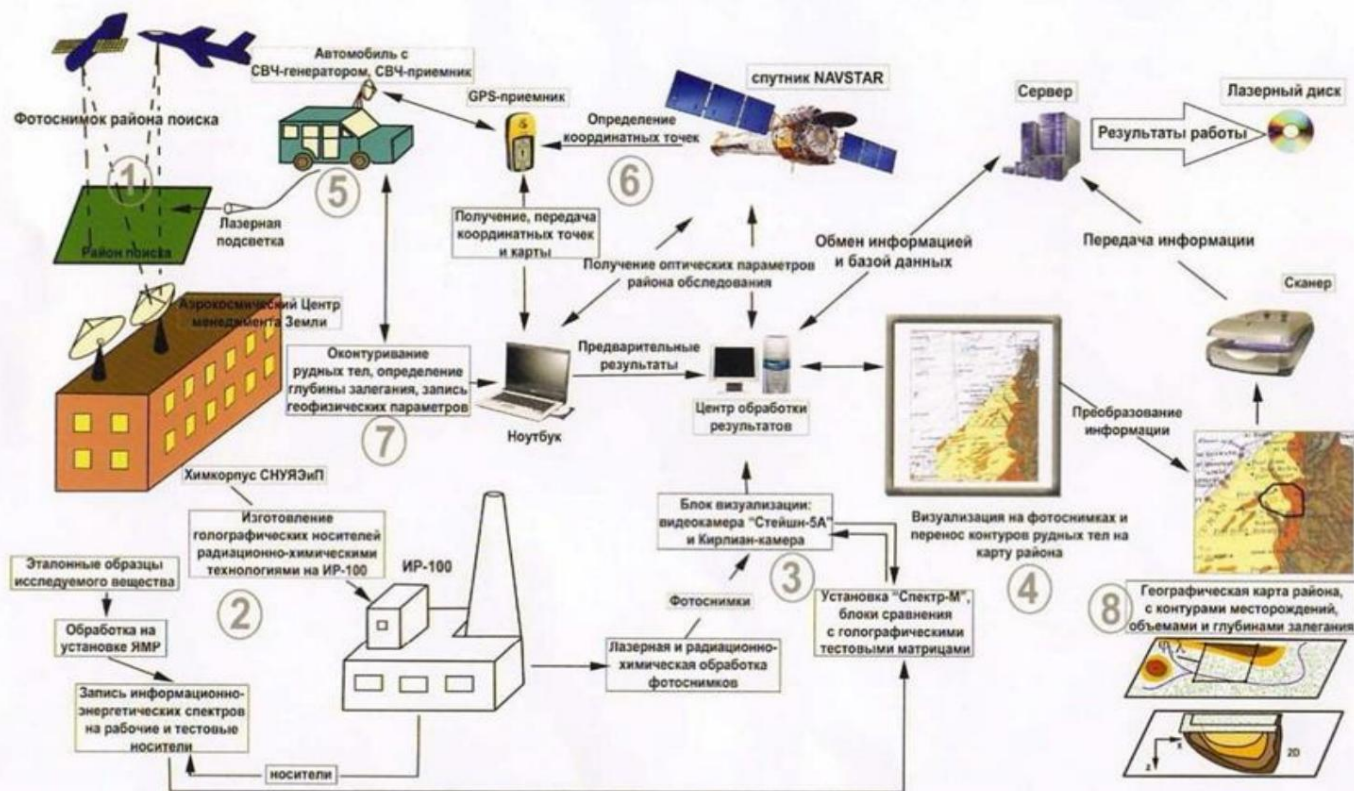 Автомобиль с
СВЧ-генератором, СВЧ-приемник
GPS-приемник
спутник NAVSTAR
Сервер
Лазерный диск
Фотоснимок района поиска
Определение
координатных точек
Результаты работы
1
5
6
Лазерная
подсветка
Район поиска
Получение, передача
координатных точек
и карты
Получение оптических параметров
района обследования
Обмен информацией
и базой данных
Передача информации
Сканер
Аэрокосмический Центр
менеджмента Земли
Оконтуривание
рудных тел, определение
глубины залегания, запись
геофизических параметров
7
Ноутбук
Предварительные
результаты
Центр обработки
результатов
Преобразование
информации
Химкорпус СНУЯЭиП
Изготовление
голографических носителей
радиационно-химическими
технологиями на ИР-100
2
ИР-100
Эталонные образцы
исследуемого вещества
Обработка на
установке ЯМР
Запись информационно-
энергетических спектров
на рабочие и тестовые
носители
носители
Блок визуализации:
видеокамера "Стейшн-5А"
и Кирлиан-камера
3
Фотоснимки
Лазерная и радиационно-
химическая обработка
фотоснимков
Установка "Спектр-М",
блоки сравнения
с голографическими
тестовыми матрицами
Визуализация на фотоснимках и
перенос контуров рудных тел на
карту района
4
8
Географическая карта района,
с контурами месторождений,
объемами и глубинами залегания
X
Z
2D